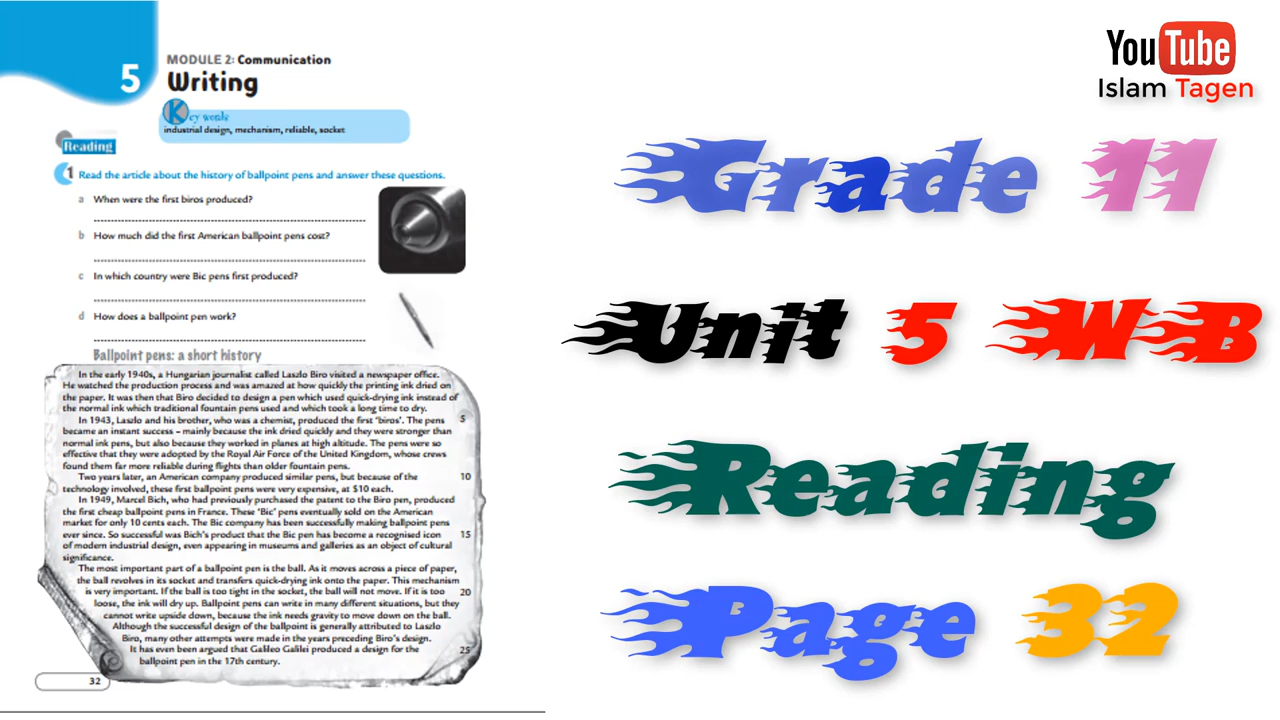 5
MODULE 2: Communication
Writing
Key words
industrial design, mechanism, reliable, socket
Reading
1 Read the article about the history of ballpoint pens and answer these questions.
a When were the first biros produced?
b How much did the first American ballpoint pens cost?
c In which country were Bic pens first produced?
d How does a ballpoint pen work?
Ballpoint pens: a short history
In the early 1940s, a Hungarian journalist called Laszlo Biro visited a newspaper office.
He watched the production process and was amazed at how quickly the printing ink dried on
the paper. It was then that Biro decided to design a pen which used quick-drying ink instead of
the normal ink which traditional fountain pens used and which took a long time to dry.
In 1943, Laszlo and his brother, who was a chemist, produced the first ‘biros’. The pens 5
became an instant success – mainly because the ink dried quickly and they were stronger than
normal ink pens, but also because they worked in planes at high altitude. The pens were so
effective that they were adopted by the Royal Air Force of the United Kingdom, whose crews
found them far more reliable during flights than older fountain pens.
Two years later, an American company produced similar pens, but because of the 10
technology involved, these first ballpoint pens were very expensive, at $10 each.
In 1949, Marcel Bich, who had previously purchased the patent to the Biro pen, produced
the first cheap ballpoint pens in France. These ‘Bic’ pens eventually sold on the American
market for only 10 cents each. The Bic company has been successfully making ballpoint pens
ever since. So successful was Bich’s product that the Bic pen has become a recognised icon 15
of modern industrial design, even appearing in museums and galleries as an object of cultural
significance.
The most important part of a ballpoint pen is the ball. As it moves across a piece of paper,
the ball revolves in its socket and transfers quick-drying ink onto the paper. This mechanism
is very important. If the ball is too tight in the socket, the ball will not move. If it is too 20
loose, the ink will dry up. Ballpoint pens can write in many different situations, but they
cannot write upside down, because the ink needs gravity to move down on the ball.
Although the successful design of the ballpoint is generally attributed to Laszlo
Biro, many other attempts were made in the years preceding Biro’s design.
It has even been argued that Galileo Galilei produced a design for the 25
ballpoint pen in the 17th century.
32
YouTube
Islam Tagen
Grade 11
Unit 5 WB
Reading
Page 32